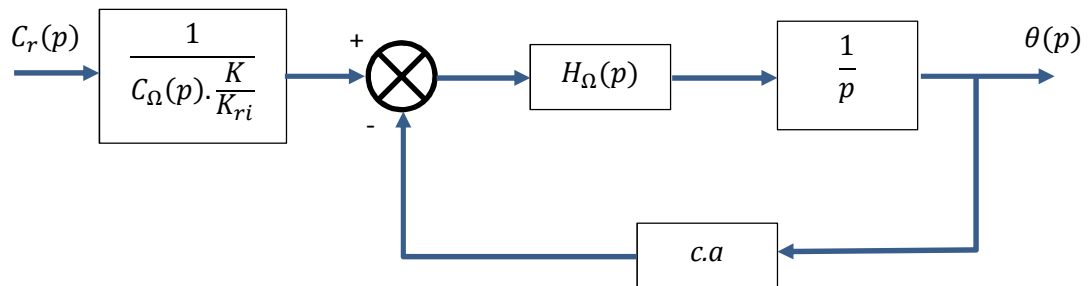 C_r(p)
1
C_Ω(p). K
K_ri
+
-
H_Ω(p)
1
p
θ(p)
c.a